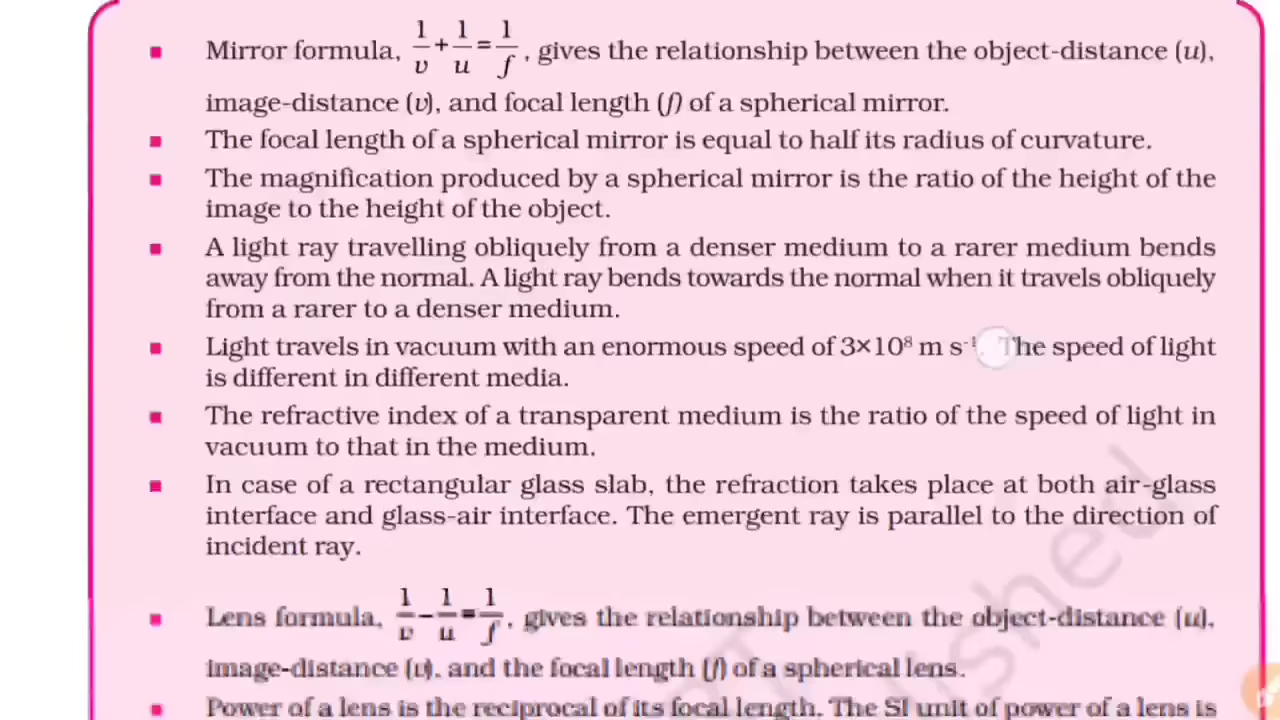 Mirror formula, 1/v + 1/u = 1/f, gives the relationship between the object-distance (u),
image-distance (v), and focal length (f) of a spherical mirror.
The focal length of a spherical mirror is equal to half its radius of curvature.
The magnification produced by a spherical mirror is the ratio of the height of the
image to the height of the object.
A light ray travelling obliquely from a denser medium to a rarer medium bends
away from the normal. A light ray bends towards the normal when it travels obliquely
from a rarer to a denser medium.
Light travels in vacuum with an enormous speed of 3×10⁸ m s⁻¹. The speed of light
is different in different media.
The refractive index of a transparent medium is the ratio of the speed of light in
vacuum to that in the medium.
In case of a rectangular glass slab, the refraction takes place at both air-glass
interface and glass-air interface. The emergent ray is parallel to the direction of
incident ray.
Lens formula, 1/v − 1/u = 1/f, gives the relationship between the object-distance (u),
image-distance (v), and the focal length (f) of a spherical lens.
Power of a lens is the reciprocal of its focal length. The SI unit of power of a lens is